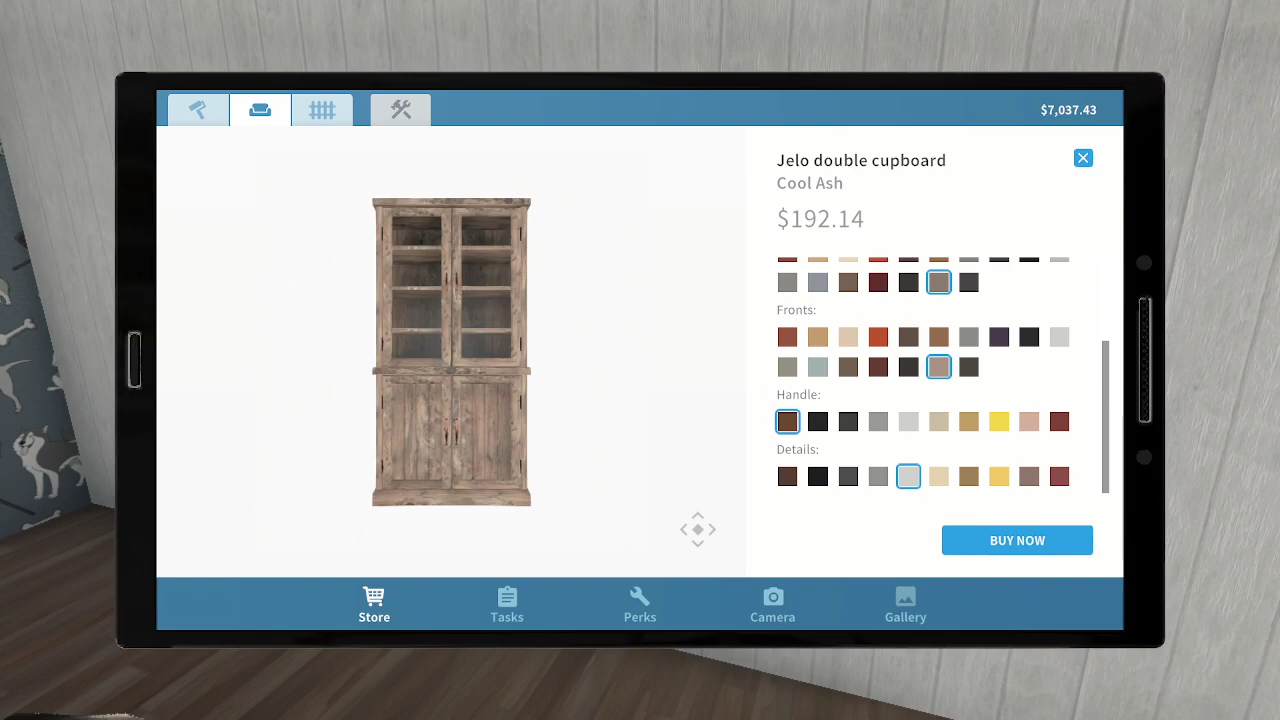 $7,037.43
Jelo double cupboard
Cool Ash
$192.14
Fronts:
Handle:
Details:
BUY NOW
Store
Tasks
Perks
Camera
Gallery